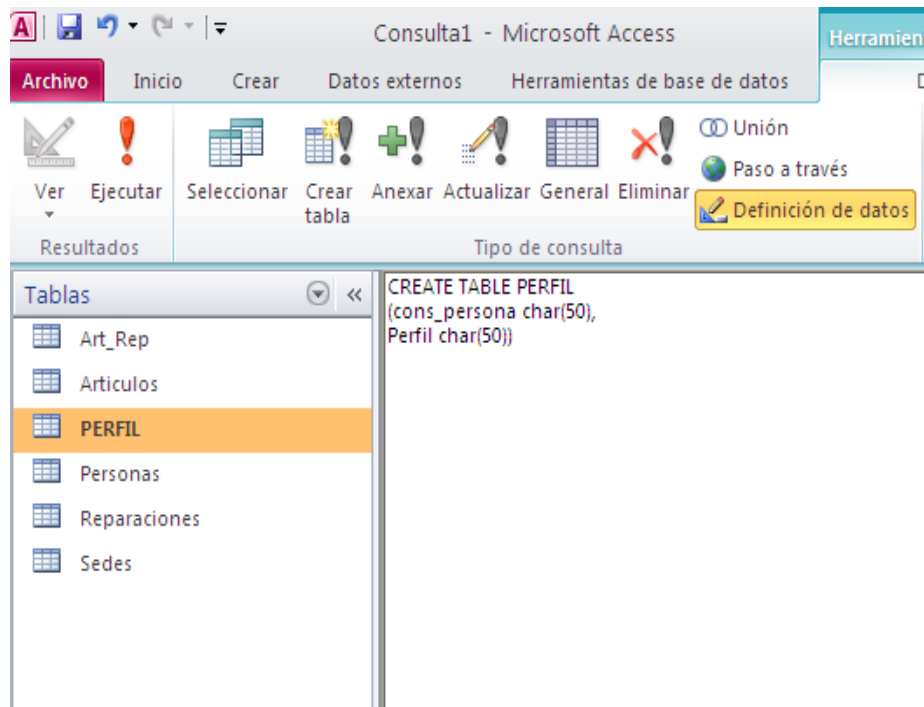 Consulta1 - Microsoft Access
Herramien
Archivo Inicio Crear Datos externos Herramientas de base de datos
Ver Ejecutar Seleccionar Crear tabla Anexar Actualizar General Eliminar
Unión
Paso a través
Definición de datos
Resultados Tipo de consulta
Tablas
Art_Rep
Articulos
PERFIL
Personas
Reparaciones
Sedes
CREATE TABLE PERFIL
(cons_persona char(50),
Perfil char(50))